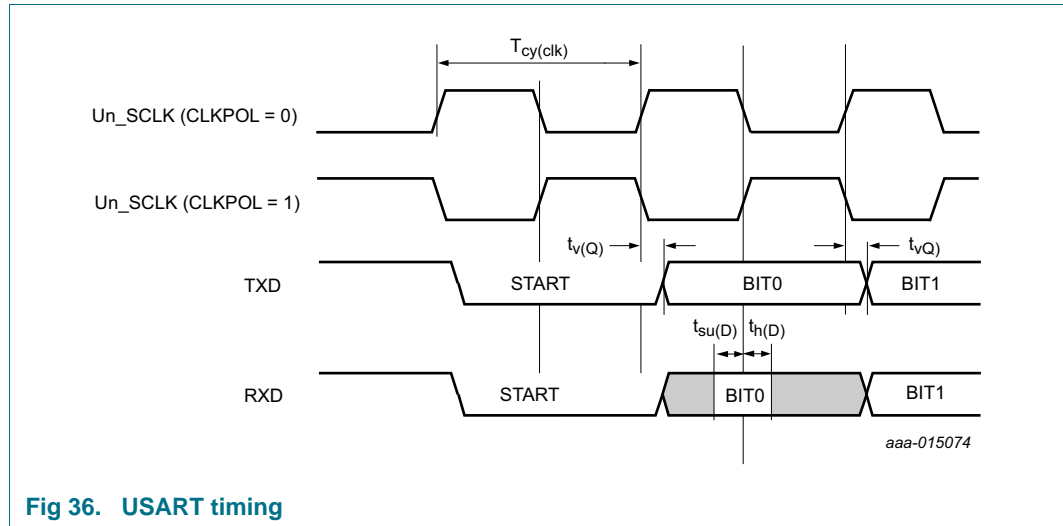 Tcy(clk)
Un_SCLK (CLKPOL = 0)
Un_SCLK (CLKPOL = 1)
tv(Q)
tvQ)
TXD
START
BIT0
BIT1
tsu(D)
th(D)
RXD
START
BIT0
BIT1
aaa-015074
Fig 36. USART timing